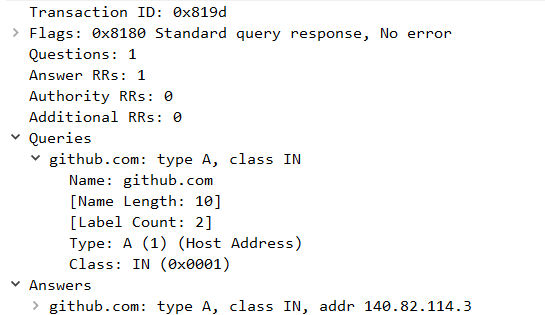 Transaction ID: 0x819d
Flags: 0x8180 Standard query response, No error
Questions: 1
Answer RRs: 1
Authority RRs: 0
Additional RRs: 0
Queries
github.com: type A, class IN
Name: github.com
[Name Length: 10]
[Label Count: 2]
Type: A (1) (Host Address)
Class: IN (0x0001)
Answers
github.com: type A, class IN, addr 140.82.114.3